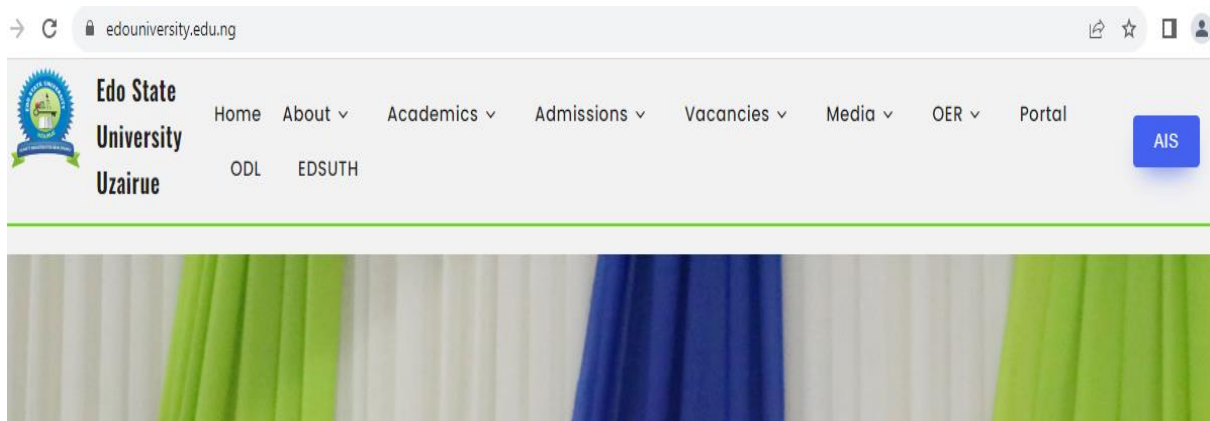 edouniversity.edu.ng
Edo State
University
Uzairue
Home About Academics Admissions Vacancies Media OER Portal
ODL EDSUTH
AIS